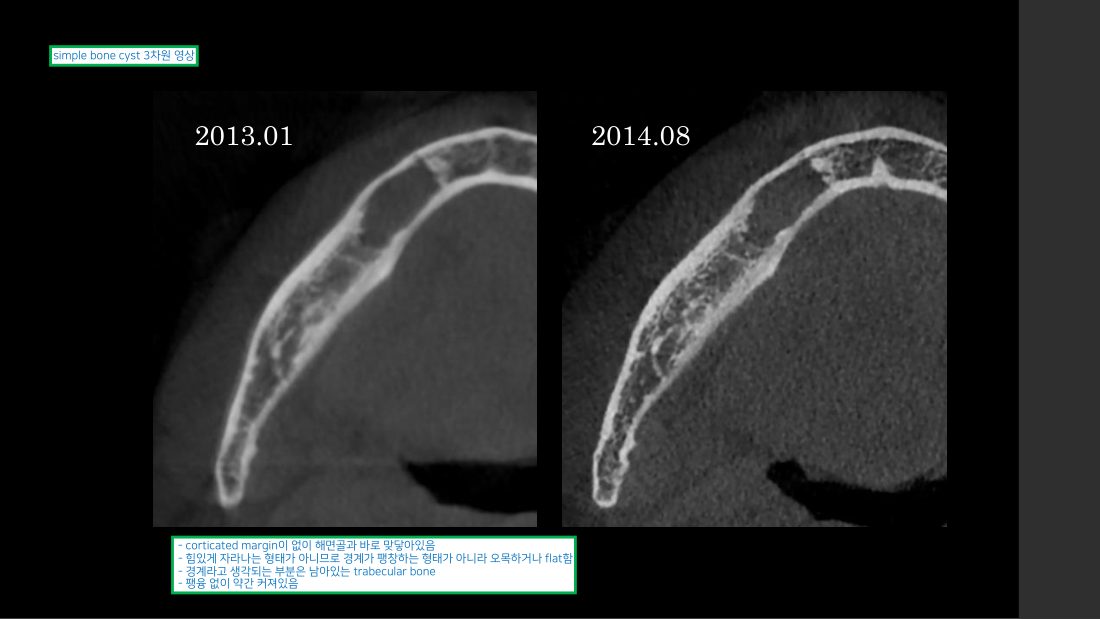 simple bone cyst 3차원 영상
2013.01
2014.08
- corticated margin이 없이 해면골과 바로 맞닿아있음
- 힘있게 자라나는 형태가 아니므로 경계가 팽창하는 형태가 아니라 오목하거나 flat함
- 경계라고 생각되는 부분은 남아있는 trabecular bone
- 팽융 없이 약간 커져있음